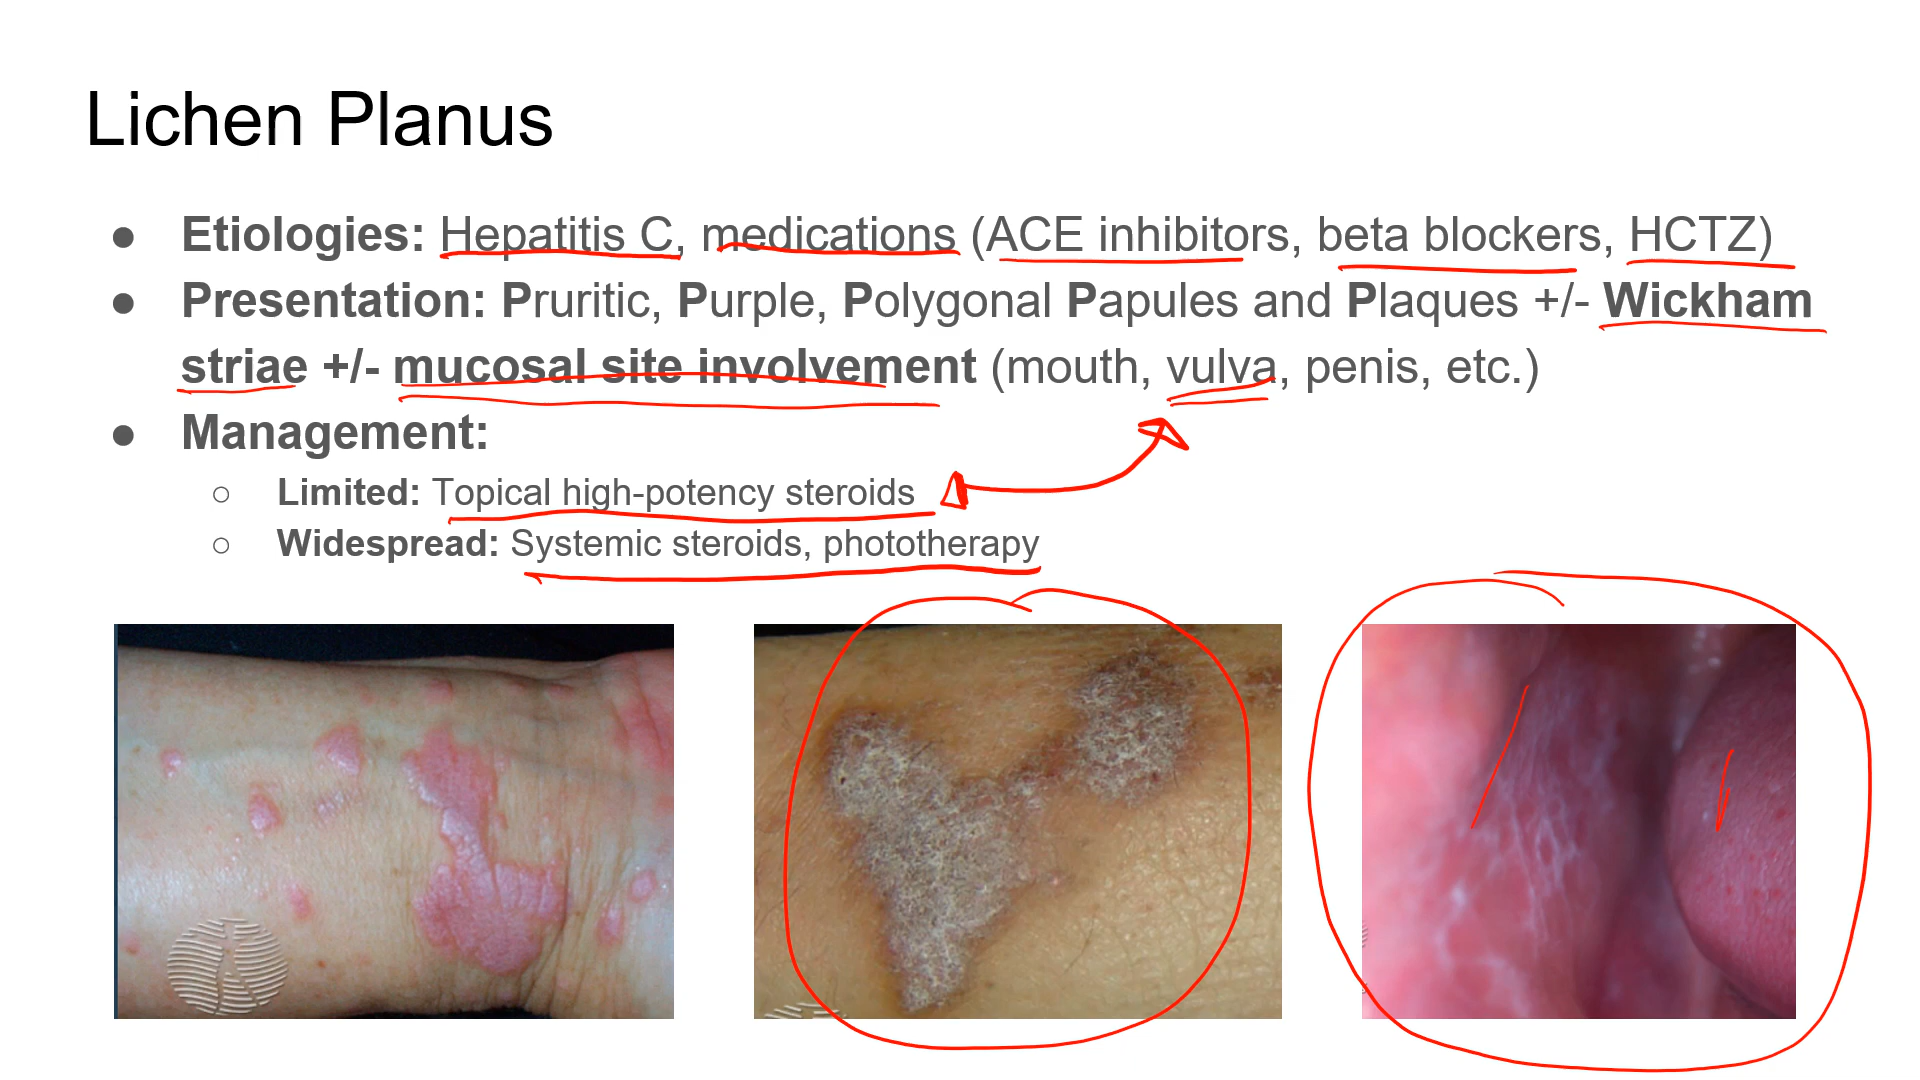 Lichen Planus
● Etiologies: Hepatitis C, medications (ACE inhibitors, beta blockers, HCTZ)
● Presentation: Pruritic, Purple, Polygonal Papules and Plaques +/- Wickham
striae +/- mucosal site involvement (mouth, vulva, penis, etc.)
● Management:
○ Limited: Topical high-potency steroids
○ Widespread: Systemic steroids, phototherapy